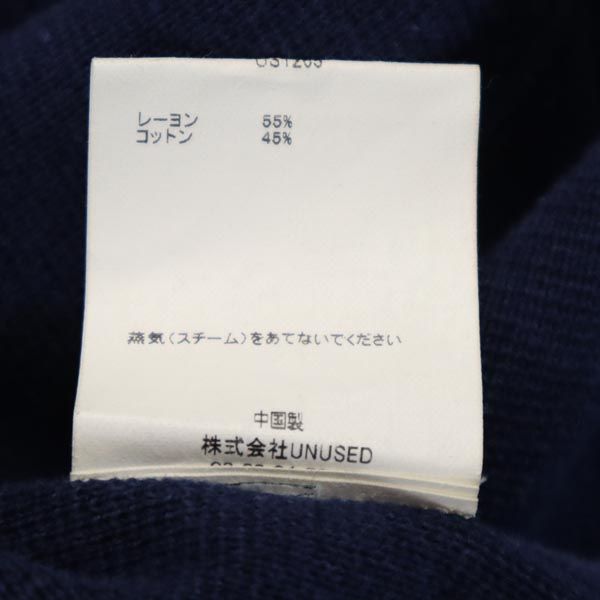 US1265
レーヨン 55%
コットン 45%
蒸気(スチーム)をあてないでください
中国製
株式会社UNUSED